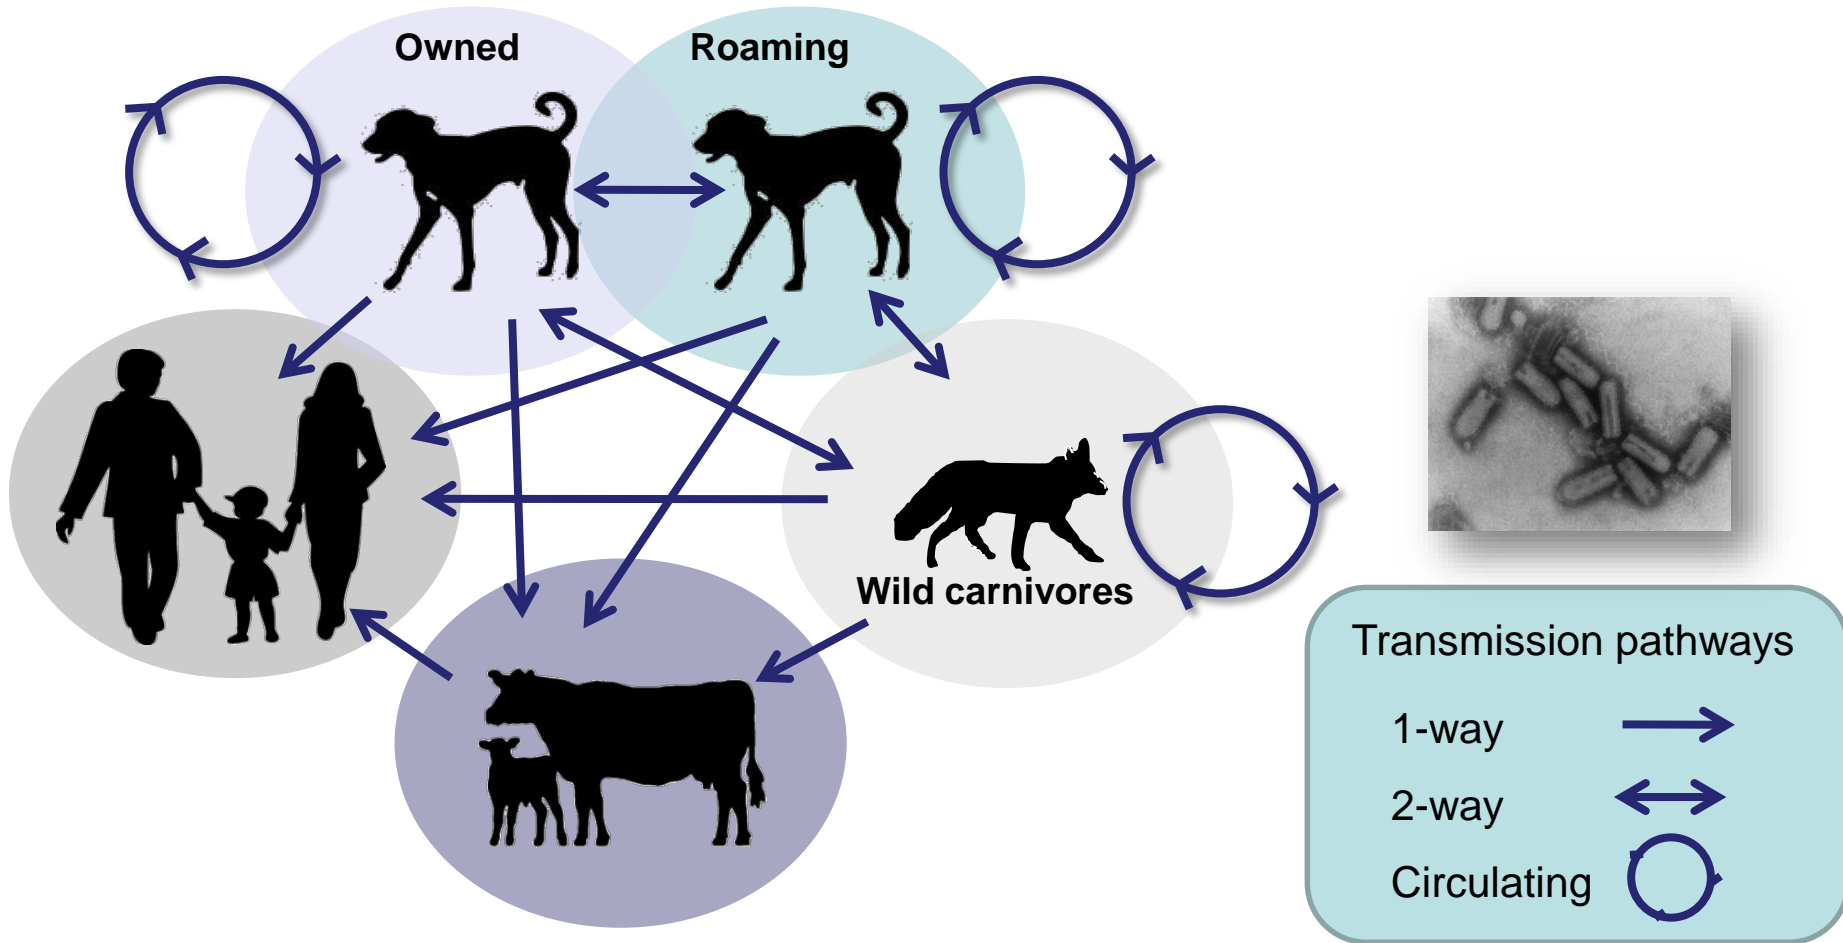 Owned
Roaming
Wild carnivores
Transmission pathways
1-way
2-way
Circulating